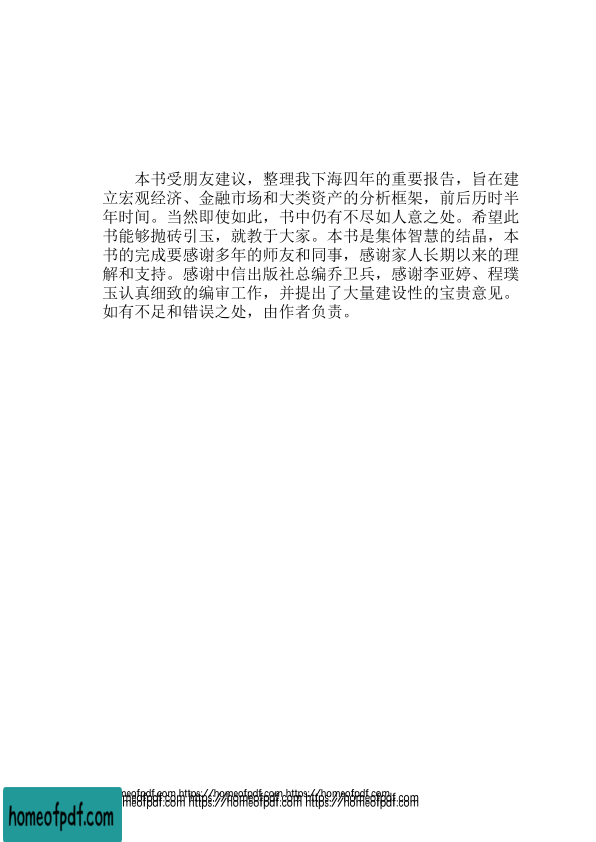 本书受朋友建议，整理我下海四年的重要报告，旨在建
立宏观经济、金融市场和大类资产的分析框架，前后历时半
年时间。当然即使如此，书中仍有不尽如人意之处。希望此
书能够抛砖引玉，就教于大家。本书是集体智慧的结晶，本
书的完成要感谢多年的师友和同事，感谢家人长期以来的理
解和支持。感谢中信出版社总编乔卫兵，感谢李亚婷、程璞
玉认真细致的编审工作，并提出了大量建设性的宝贵意见。
如有不足和错误之处，由作者负责。
meofpdf.com https://homeofpdf.com https://homeofpdf.com
homeofpdf.com https://homeofpdf.com https://homeofpdf.com
homeofpdf.com